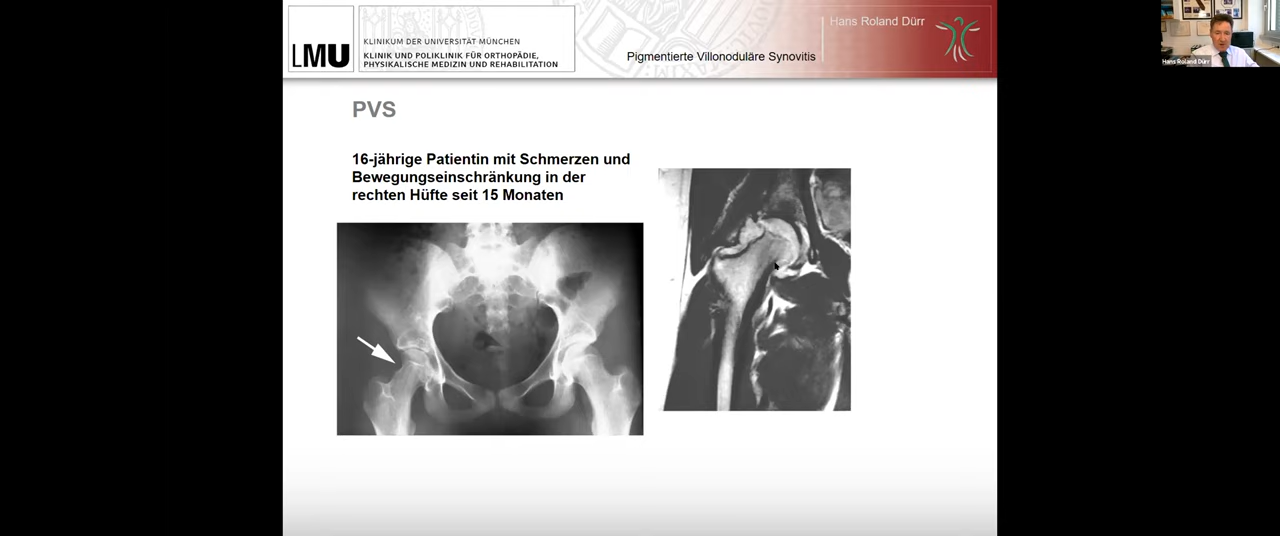 LMU
KLINIKUM DER UNIVERSITÄT MÜNCHEN
KLINIK UND POLIKLINIK FÜR ORTHOPÄDIE,
PHYSIKALISCHE MEDIZIN UND REHABILITATION
Hans Roland Dürr
Pigmentierte Villonoduläre Synovitis
Hans Roland Dürr
PVS
16-jährige Patientin mit Schmerzen und
Bewegungseinschränkung in der
rechten Hüfte seit 15 Monaten